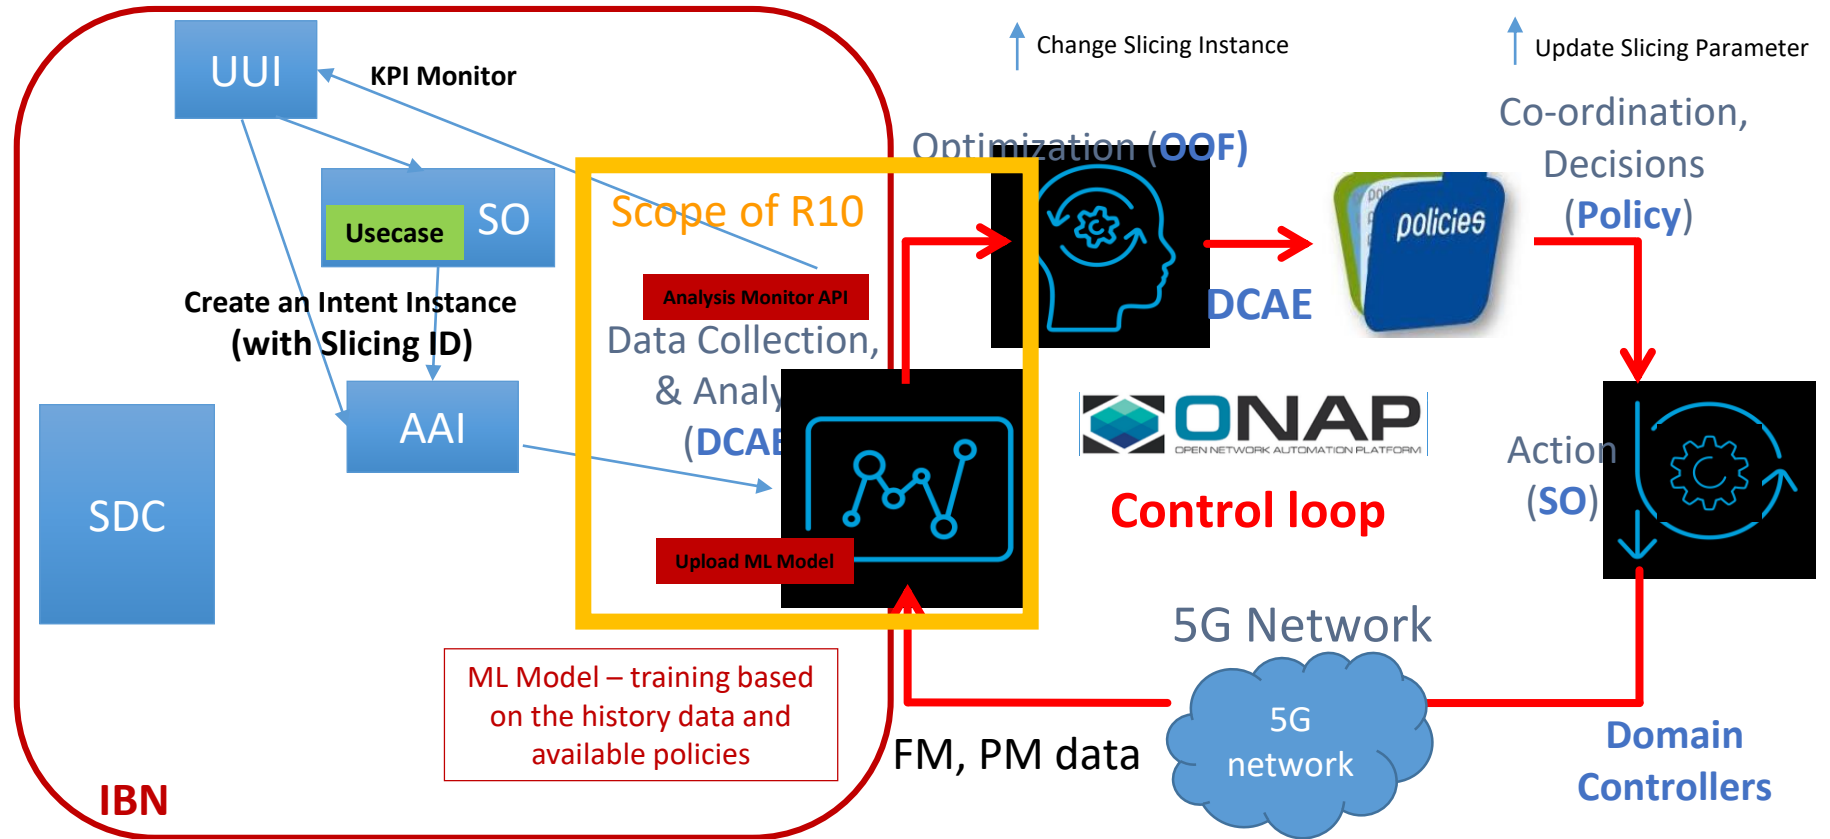 UUI
KPI Monitor
Change Slicing Instance
Update Slicing Parameter
Optimization (OOF)
Co-ordination,
Decisions
(Policy)
Usecase
SO
Scope of R10
policies
Create an Intent Instance
(with Slicing ID)
Analysis Monitor API
DCAE
Data Collection,
& Analy
(DCAE
AAI
ONAP
OPEN NETWORK AUTOMATION PLATFORM
Control loop
Action
(SO)
SDC
Upload ML Model
5G Network
ML Model – training based
on the history data and
available policies
FM, PM data
5G
network
Domain
Controllers
IBN